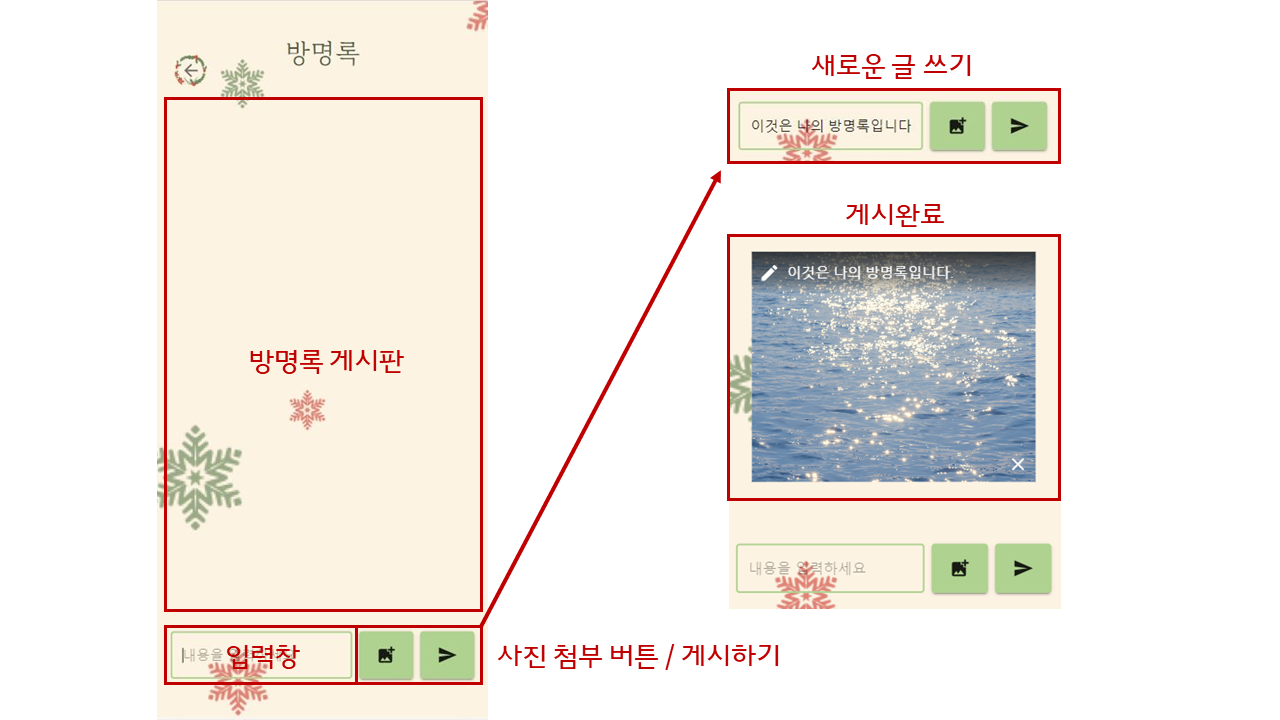 방명록
방명록 게시판
내용을
입력창
사진 첨부 버튼 / 게시하기
새로운 글 쓰기
이것은 나의 방명록입니다
게시완료
이것은 나의 방명록입니다.
내용을 입력하세요